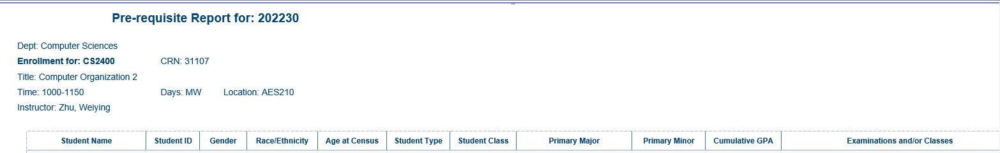 Pre-requisite Report for: 202230
Dept: Computer Sciences
Enrollment for: CS2400 CRN: 31107
Title: Computer Organization 2
Time: 1000-1150 Days: MW Location: AES210
Instructor: Zhu, Weiying
Student Name Student ID Gender Race/Ethnicity Age at Census Student Type Student Class Primary Major Primary Minor Cumulative GPA Examinations and/or Classes